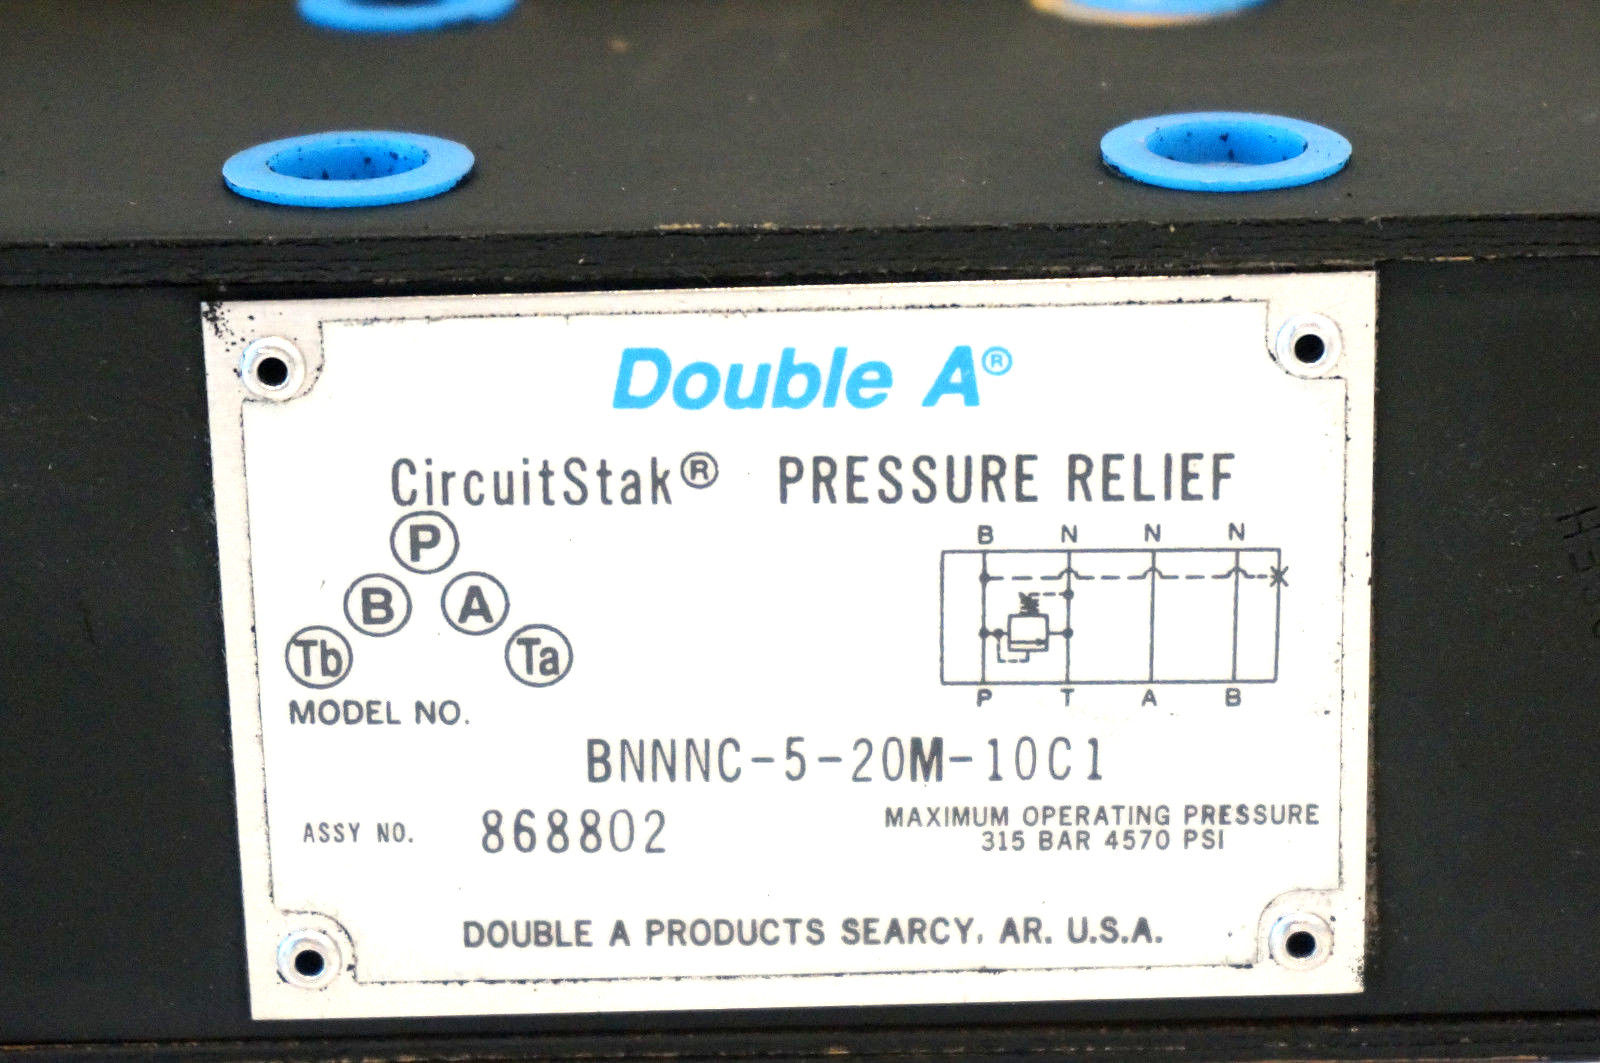 Double A®
CircuitStak® PRESSURE RELIEF
P
B A
Tb Ta
B N N N
P T A B
MODEL NO.
BNNNC-5-20M-10C1
ASSY NO. 868802
MAXIMUM OPERATING PRESSURE
315 BAR 4570 PSI
DOUBLE A PRODUCTS SEARCY, AR. U.S.A.